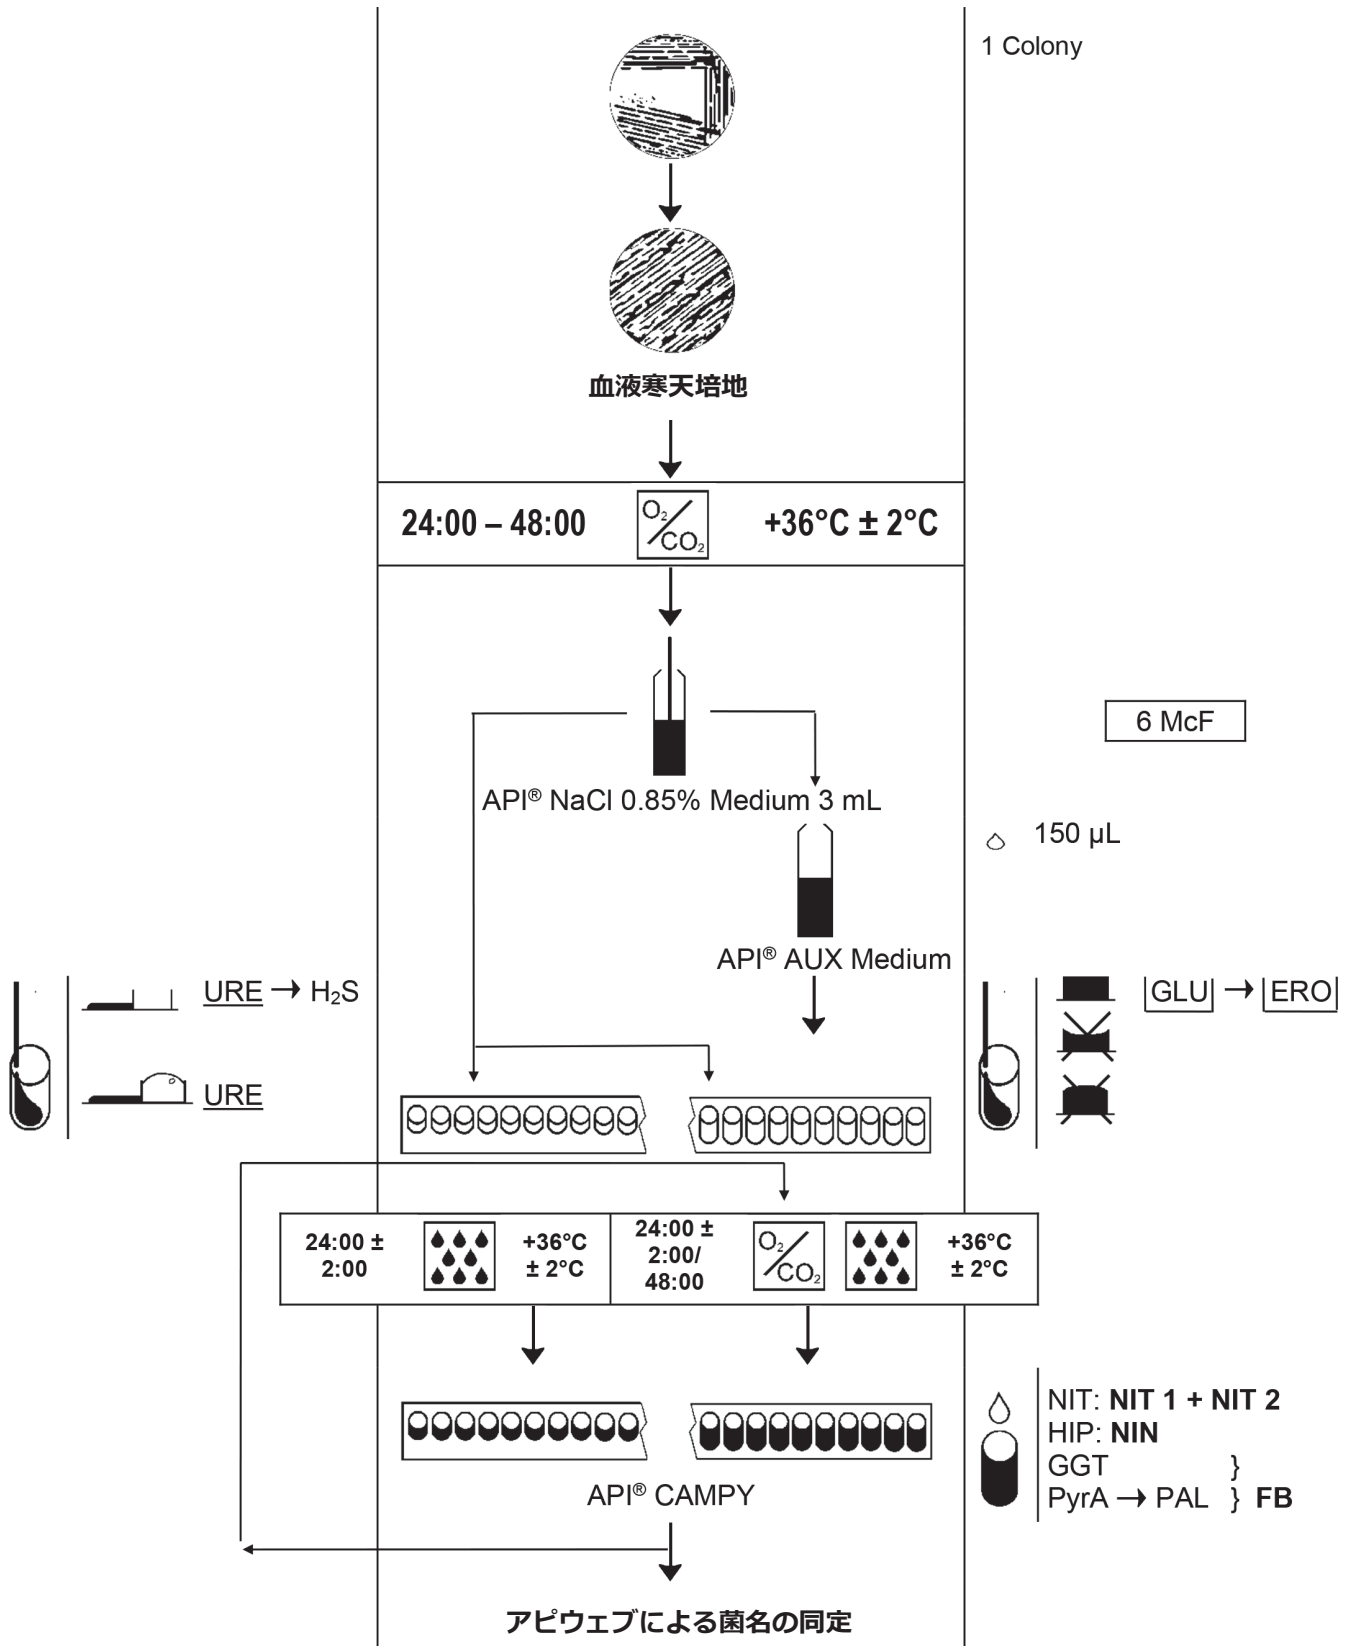 1 Colony
血液寒天培地
24:00 – 48:00
O₂
CO₂
+36°C ± 2°C
6 McF
API® NaCl 0.85% Medium 3 mL
150 µL
API® AUX Medium
URE → H₂S
URE
GLU → ERO
24:00 ±
2:00
+36°C
± 2°C
24:00 ±
2:00/
48:00
O₂
CO₂
+36°C
± 2°C
NIT: NIT 1 + NIT 2
HIP: NIN
GGT }
PyrA → PAL } FB
API® CAMPY
アピウェブによる菌名の同定